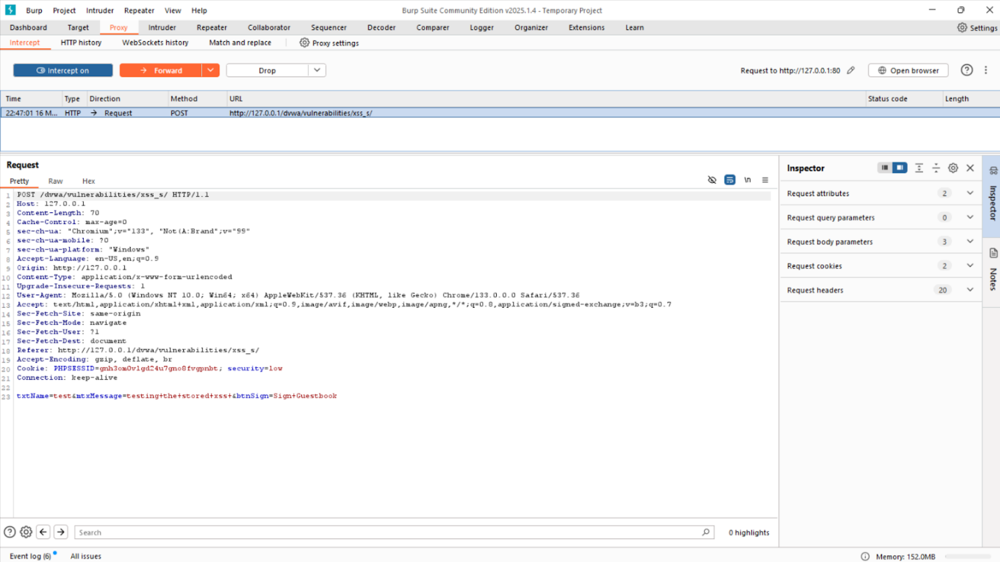 Burp Project Intruder Repeater View Help Burp Suite Community Edition v2025.1.4 - Temporary Project
Dashboard Target Proxy Intruder Repeater Collaborator Sequencer Decoder Comparer Logger Organizer Extensions Learn Settings
Intercept HTTP history WebSockets history Match and replace Proxy settings
Intercept on Forward Drop Request to http://127.0.0.1:80 Open browser
Time Type Direction Method URL Status code Length
22:47:01 16 M... HTTP → Request POST http://127.0.0.1/dvwa/vulnerabilities/xss_s/
Request
Pretty Raw Hex \n
1 POST /dvwa/vulnerabilities/xss_s/ HTTP/1.1
2 Host: 127.0.0.1
3 Content-Length: 70
4 Cache-Control: max-age=0
5 sec-ch-ua: "Chromium";v="133", "Not(A:Brand";v="99"
6 sec-ch-ua-mobile: ?0
7 sec-ch-ua-platform: "Windows"
8 Accept-Language: en-US,en;q=0.9
9 Origin: http://127.0.0.1
10 Content-Type: application/x-www-form-urlencoded
11 Upgrade-Insecure-Requests: 1
12 User-Agent: Mozilla/5.0 (Windows NT 10.0; Win64; x64) AppleWebKit/537.36 (KHTML, like Gecko) Chrome/133.0.0.0 Safari/537.36
13 Accept: text/html,application/xhtml+xml,application/xml;q=0.9,image/avif,image/webp,image/apng,*/*;q=0.8,application/signed-exchange;v=b3;q=0.7
14 Sec-Fetch-Site: same-origin
15 Sec-Fetch-Mode: navigate
16 Sec-Fetch-User: ?1
17 Sec-Fetch-Dest: document
18 Referer: http://127.0.0.1/dvwa/vulnerabilities/xss_s/
19 Accept-Encoding: gzip, deflate, br
20 Cookie: PHPSESSID=gnh3om0v1gd24u7gno8fvgpnbt; security=low
21 Connection: keep-alive
22
23 txtName=test&mtxMessage=testing+the+stored+xss+&btnSign=Sign+Guestbook
Inspector
Request attributes 2
Request query parameters 0
Request body parameters 3
Request cookies 2
Request headers 20
Inspector
Notes
Search 0 highlights
Event log (6) All issues Memory: 152.0MB